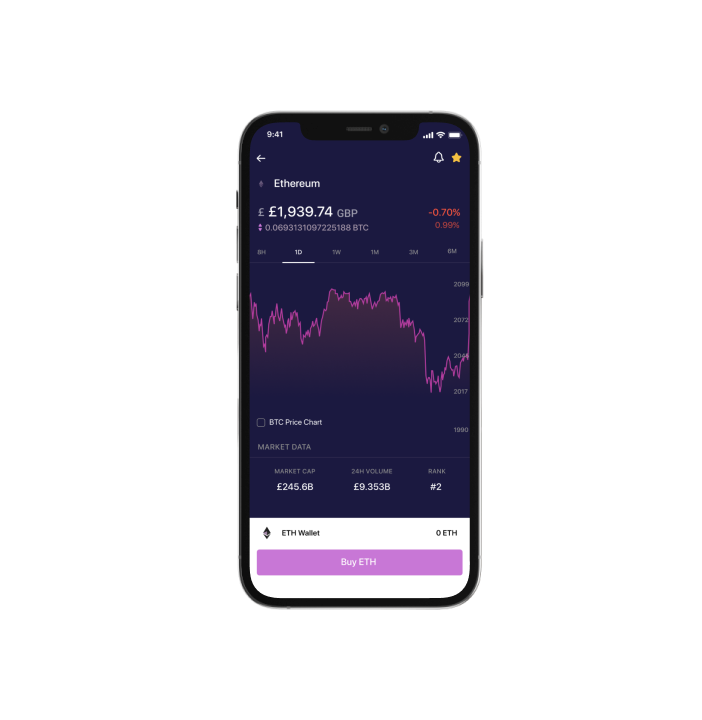 9:41
Ethereum
£ £1,939.74 GBP -0.70%
0.0693131097225188 BTC 0.99%
8H 1D 1W 1M 3M 6M
2099
2072
2045
2017
BTC Price Chart
1990
MARKET DATA
MARKET CAP 24H VOLUME RANK
£245.6B £9.353B #2
ETH Wallet 0 ETH
Buy ETH